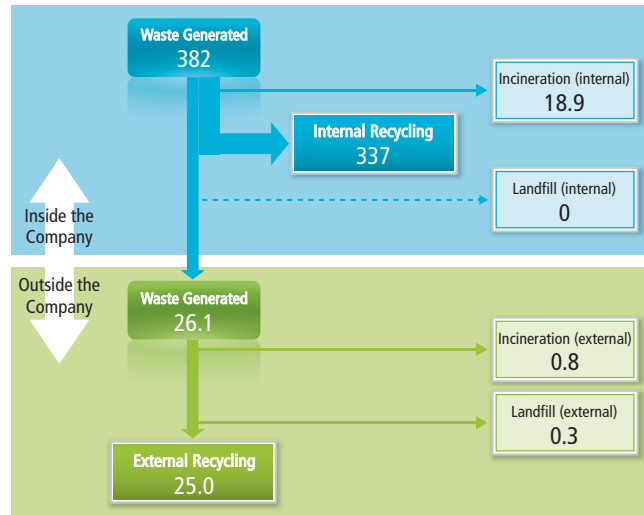 Waste Generated
382
Incineration (internal)
18.9
Internal Recycling
337
Landfill (internal)
0
Inside the
Company
Outside the
Company
Waste Generated
26.1
Incineration (external)
0.8
Landfill (external)
0.3
External Recycling
25.0